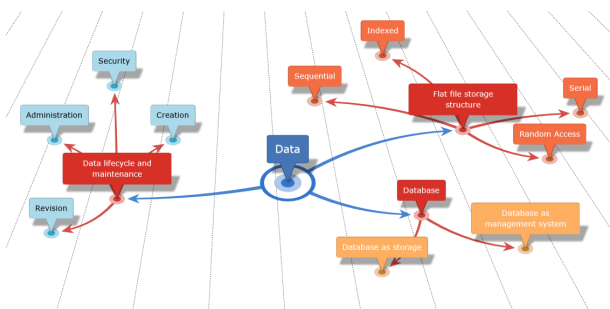 Indexed
Security
Sequential
Flat file storage
structure
Serial
Administration
Creation
Random Access
Data
Data lifecycle and
maintenance
Database
Revision
Database as
management system
Database as storage